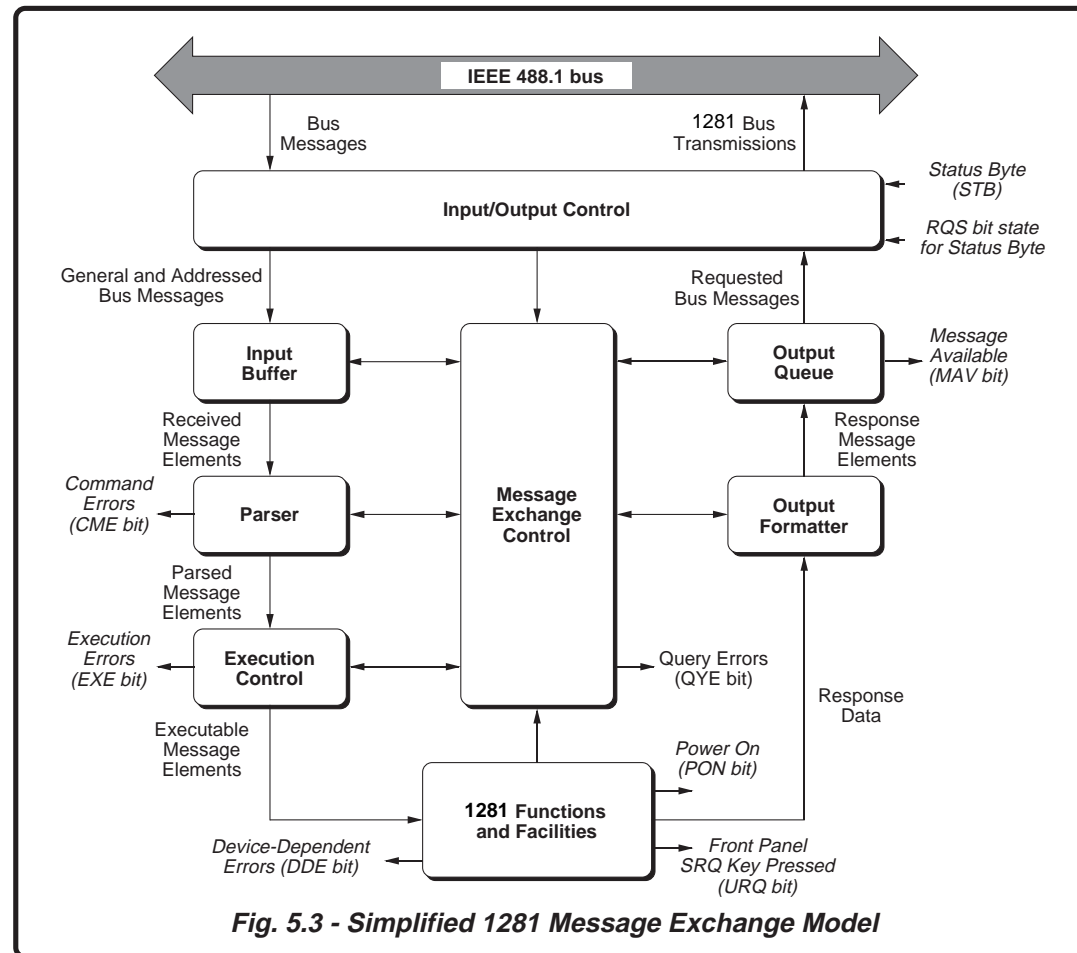 IEEE 488.1 bus
Bus
Messages
1281 Bus
Transmissions
Status Byte
(STB)
Input/Output Control
RQS bit state
for Status Byte
General and Addressed
Bus Messages
Requested
Bus Messages
Input
Buffer
Output
Queue
Message
Available
(MAV bit)
Received
Message
Elements
Response
Message
Elements
Command
Errors
(CME bit)
Parser
Message
Exchange
Control
Output
Formatter
Parsed
Message
Elements
Execution
Errors
(EXE bit)
Execution
Control
Query Errors
(QYE bit)
Response
Data
Executable
Message
Elements
Power On
(PON bit)
1281 Functions
and Facilities
Device-Dependent
Errors (DDE bit)
Front Panel
SRQ Key Pressed
(URQ bit)
Fig. 5.3 - Simplified 1281 Message Exchange Model